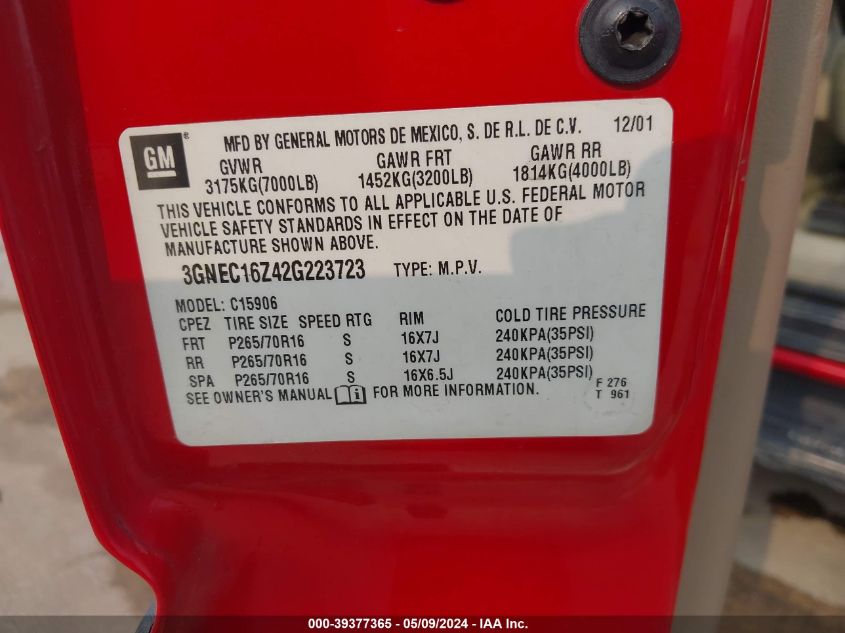 GM ® MFD BY GENERAL MOTORS DE MEXICO, S. DE R.L. DE C.V. 12/01
GVWR GAWR FRT GAWR RR
3175KG(7000LB) 1452KG(3200LB) 1814KG(4000LB)
THIS VEHICLE CONFORMS TO ALL APPLICABLE U.S. FEDERAL MOTOR
VEHICLE SAFETY STANDARDS IN EFFECT ON THE DATE OF
MANUFACTURE SHOWN ABOVE.
3GNEC16Z42G223723 TYPE: M.P.V.
MODEL: C15906
CPEZ TIRE SIZE SPEED RTG RIM COLD TIRE PRESSURE
FRT P265/70R16 S 16X7J 240KPA(35PSI)
RR P265/70R16 S 16X7J 240KPA(35PSI)
SPA P265/70R16 S 16X6.5J 240KPA(35PSI)
SEE OWNER'S MANUAL FOR MORE INFORMATION.
F 276
T 961
000-39377365 - 05/09/2024 - IAA Inc.